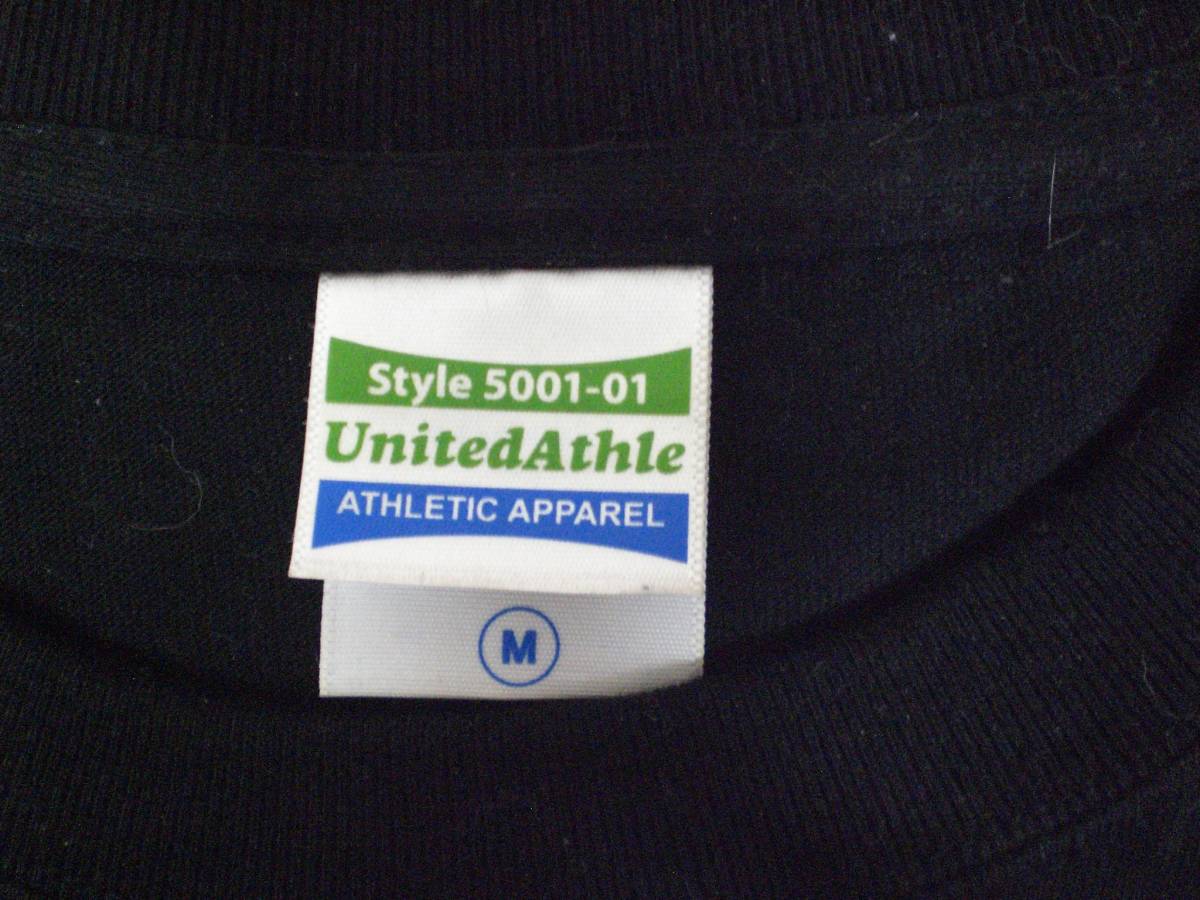 Style 5001-01
UnitedAthle
ATHLETIC APPAREL
M